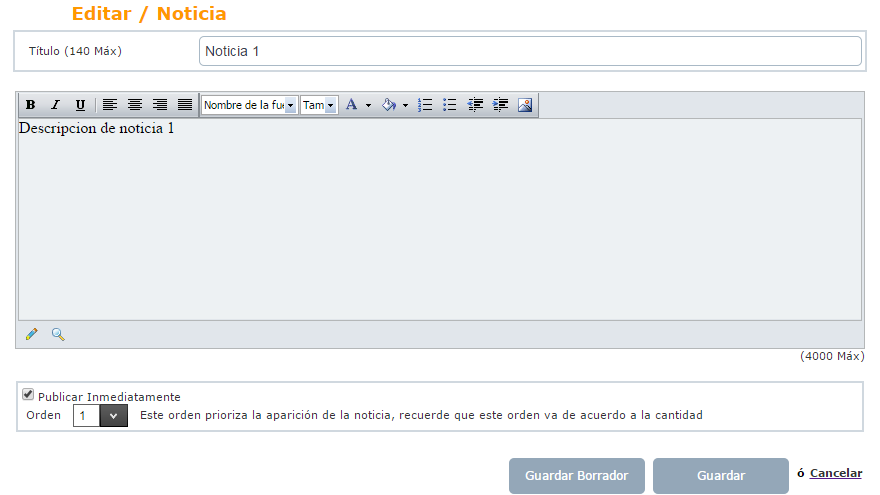 Editar / Noticia
Título (140 Máx)
Noticia 1
B I U Nombre de la fue Tam A
Descripcion de noticia 1
(4000 Máx)
Publicar Inmediatamente
Orden 1 Este orden prioriza la aparición de la noticia, recuerde que este orden va de acuerdo a la cantidad
Guardar Borrador Guardar ó Cancelar